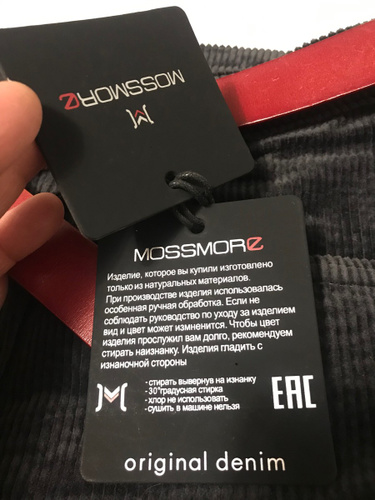 MOSSMORE
MOSSMORE
Изделие, которое вы купили изготовлено
только из натуральных материалов.
При производстве изделия использовалась
особенная ручная обработка. Если не
соблюдать руководство по уходу за изделием
вид и цвет может измненится. Чтобы цвет
изделия прослужил вам долго, рекомендуем
стирать наизнанку. Изделия гладить с
изнаночной стороны
- стирать вывернув на изнанку
- 30°градусная стирка
- хлор не использовать
- сушить в машине нельзя
EAC
original denim